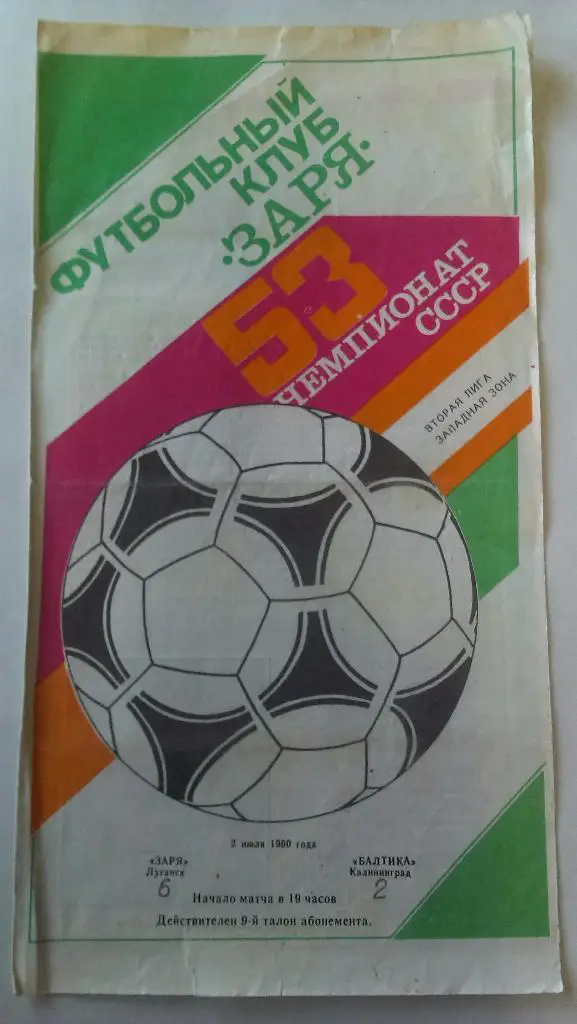 ФУТБОЛЬНЫЙ
КЛУБ
·ЗАРЯ·
53
ЧЕМПИОНАТ
СССР
ВТОРАЯ ЛИГА
ЗАПАДНАЯ ЗОНА
2 июля 1990 года
«ЗАРЯ» «БАЛТИКА»
Луганск Калининград
6 2
Начало матча в 19 часов
Действителен 9-й талон абонемента.